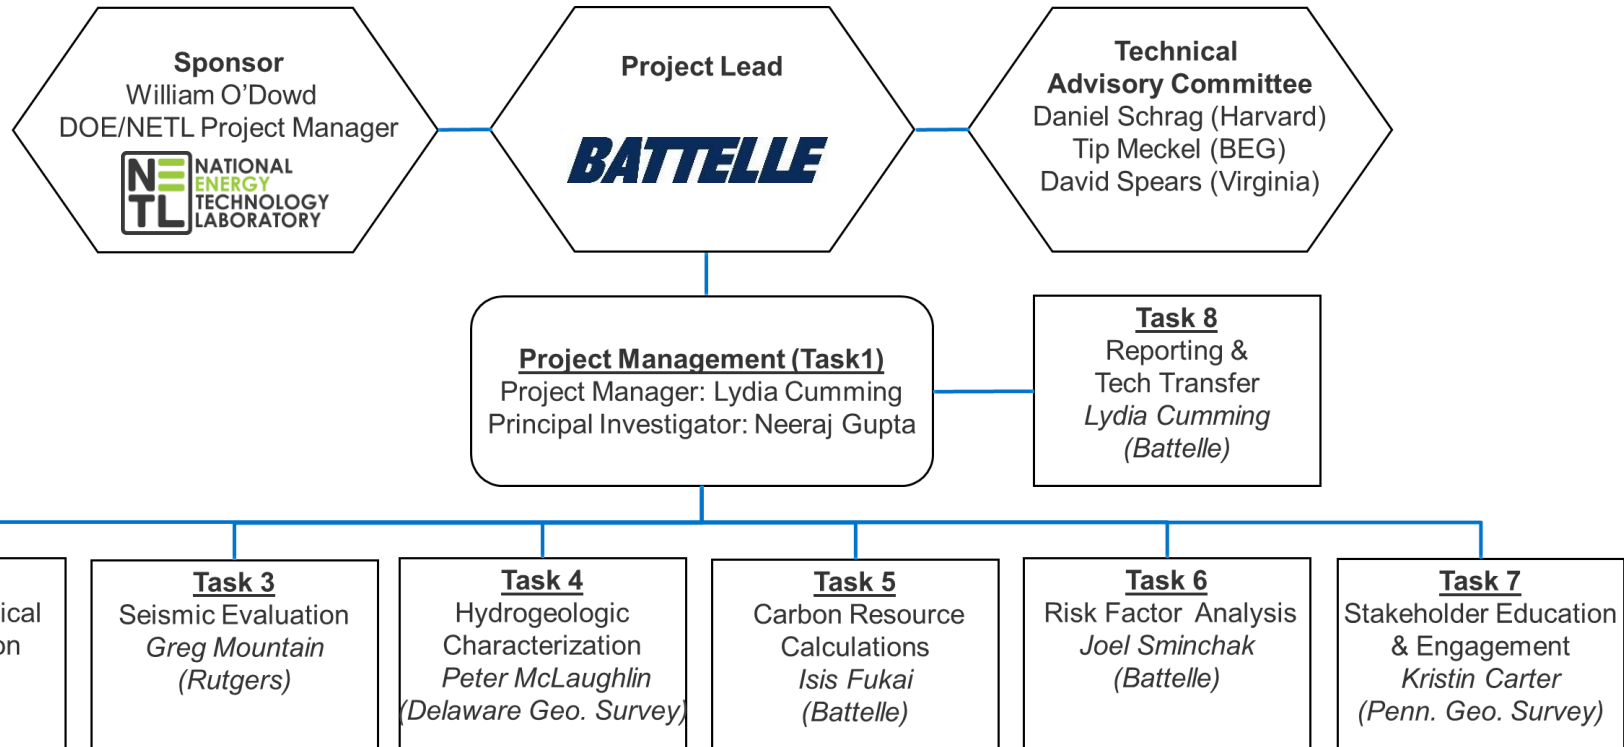 Sponsor
William O’Dowd
DOE/NETL Project Manager
NE
TL
NATIONAL
ENERGY
TECHNOLOGY
LABORATORY
Project Lead
BATTELLE
Technical
Advisory Committee
Daniel Schrag (Harvard)
Tip Meckel (BEG)
David Spears (Virginia)
Project Management (Task1)
Project Manager: Lydia Cumming
Principal Investigator: Neeraj Gupta
Task 8
Reporting &
Tech Transfer
Lydia Cumming
(Battelle)
ical
on
Task 3
Seismic Evaluation
Greg Mountain
(Rutgers)
Task 4
Hydrogeologic
Characterization
Peter McLaughlin
(Delaware Geo. Survey)
Task 5
Carbon Resource
Calculations
Isis Fukai
(Battelle)
Task 6
Risk Factor Analysis
Joel Sminchak
(Battelle)
Task 7
Stakeholder Education
& Engagement
Kristin Carter
(Penn. Geo. Survey)